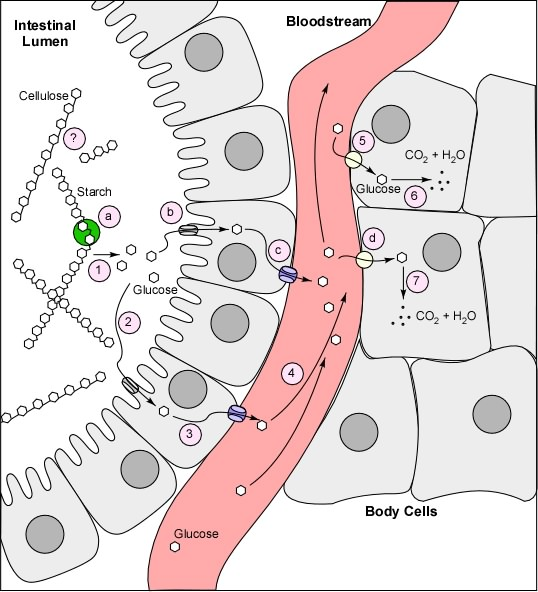 Intestinal
Lumen
Bloodstream
Cellulose
?
Starch
a
b
1
Glucose
c
2
3
4
5
CO2 + H2O
Glucose
6
d
7
CO2 + H2O
Body Cells
Glucose